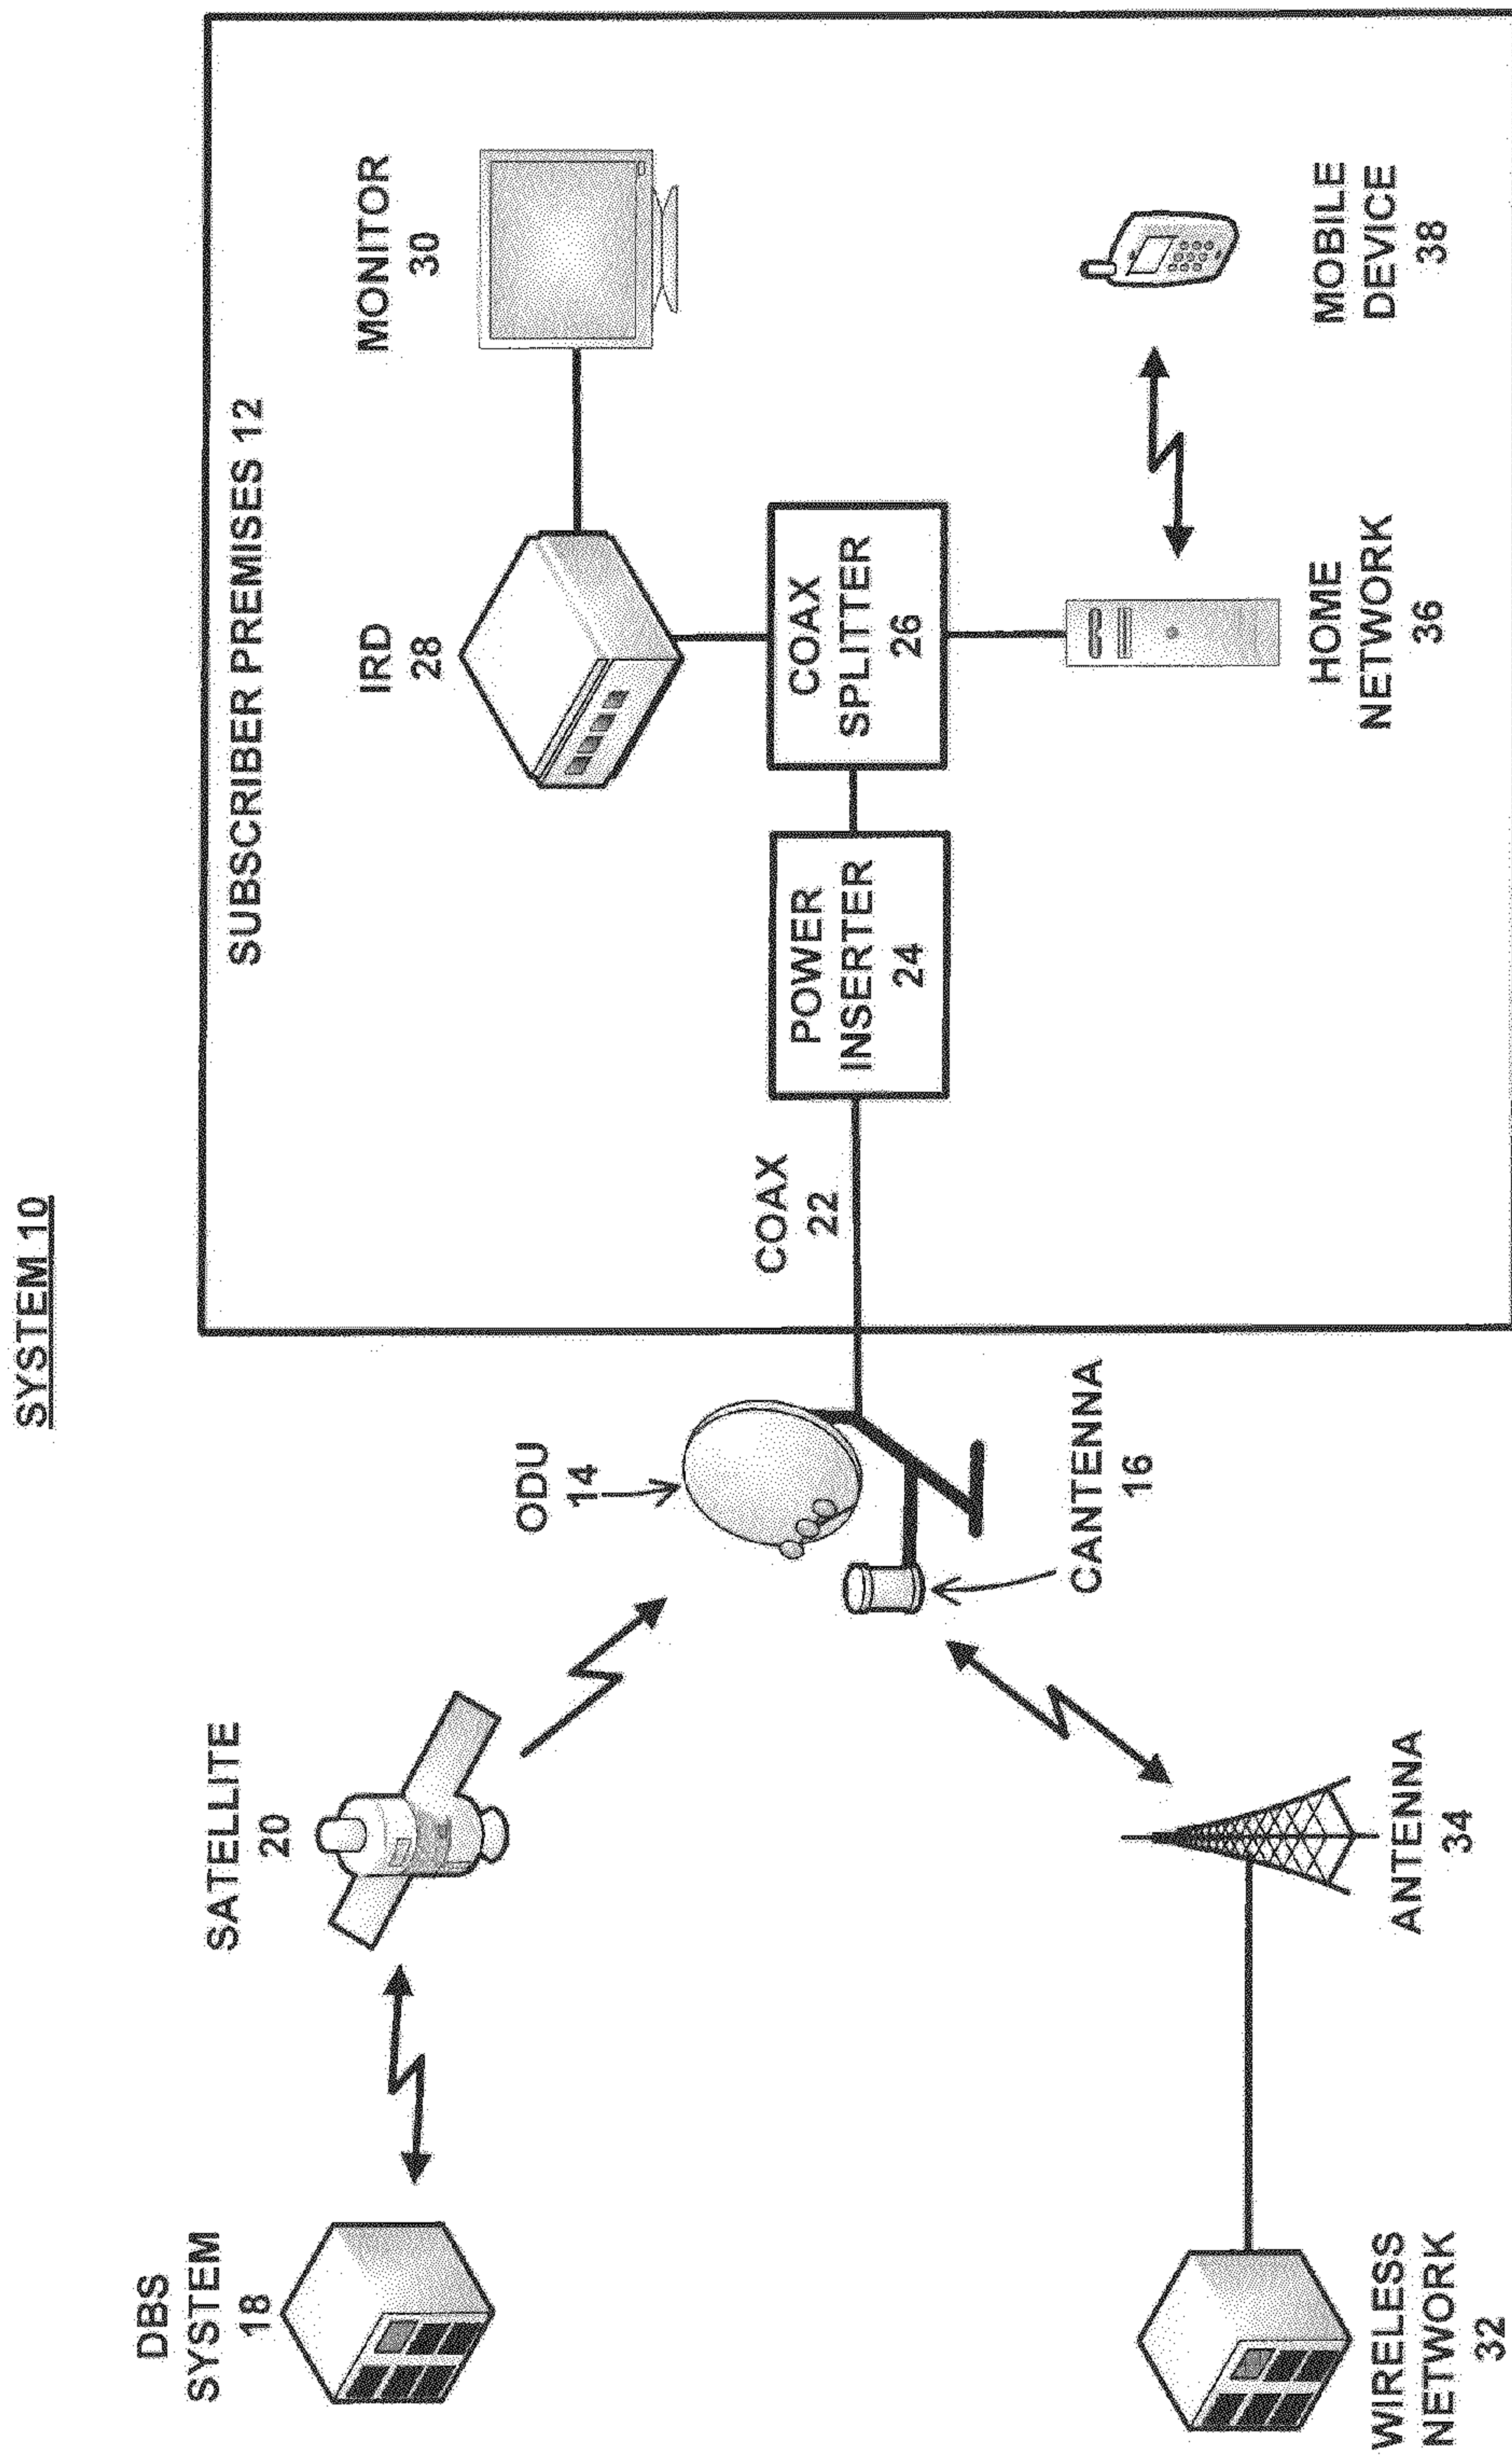 SYSTEM 10
SUBSCRIBER PREMISES 12
DBS
SYSTEM
18
SATELLITE
20
ODU
14
COAX
22
POWER
INSERTER
24
COAX
SPLITTER
26
IRD
28
MONITOR
30
WIRELESS
NETWORK
32
ANTENNA
34
CANTENNA
16
HOME
NETWORK
36
MOBILE
DEVICE
38